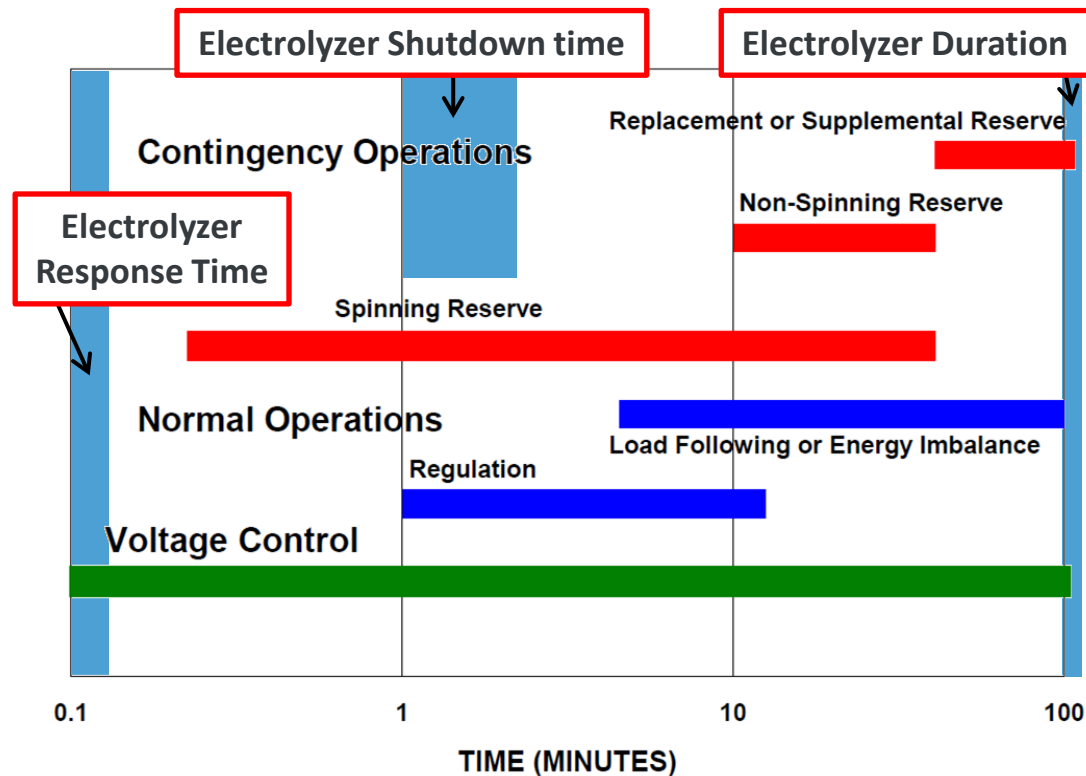 Electrolyzer Shutdown time
Electrolyzer Duration
Replacement or Supplemental Reserve
Contingency Operations
Non-Spinning Reserve
Electrolyzer
Response Time
Spinning Reserve
Normal Operations
Load Following or Energy Imbalance
Regulation
Voltage Control
0.1 1 10 100
TIME (MINUTES)